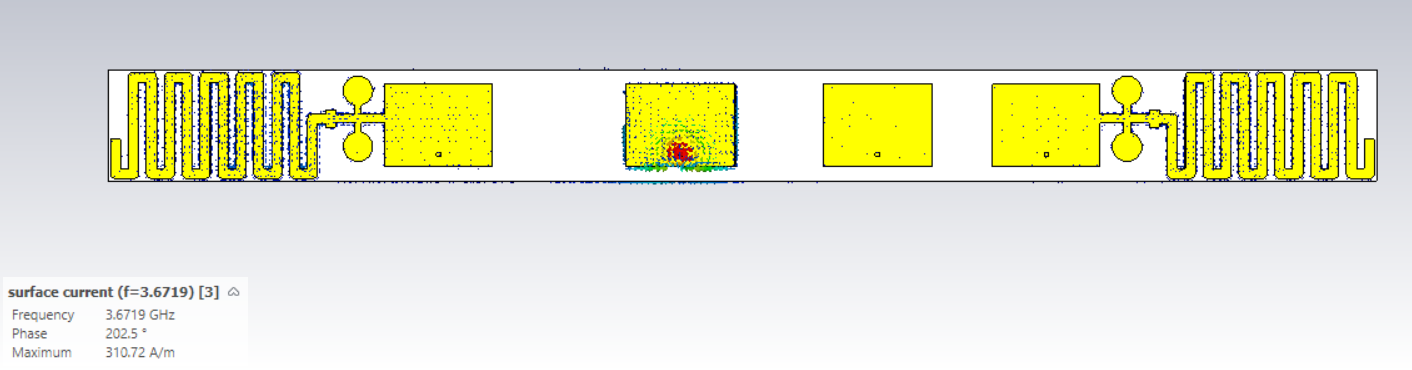 surface current (f=3.6719) [3]
Frequency 3.6719 GHz
Phase 202.5 °
Maximum 310.72 A/m